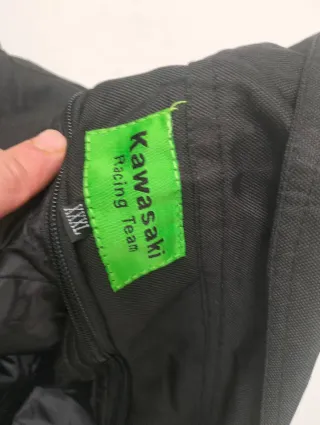 Kawasaki
Racing Team
XXXL